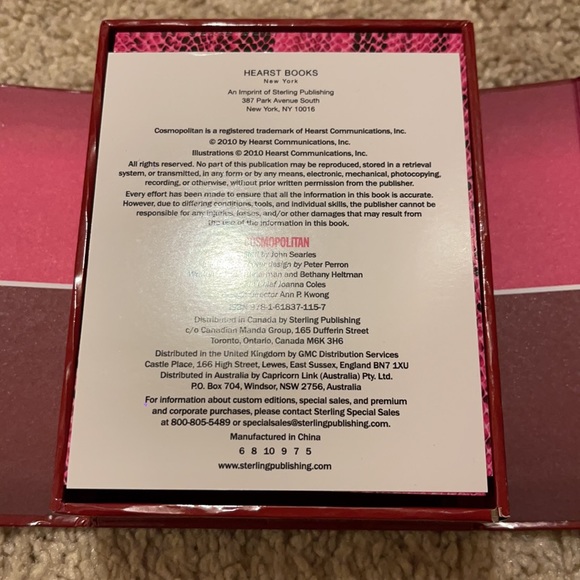 HEARST BOOKS
New York
An Imprint of Sterling Publishing
387 Park Avenue South
New York, NY 10016
Cosmopolitan is a registered trademark of Hearst Communications, Inc.
© 2010 by Hearst Communications, Inc.
Illustrations © 2010 Hearst Communications, Inc.
All rights reserved. No part of this publication may be reproduced, stored in a retrieval
system, or transmitted, in any form or by any means, electronic, mechanical, photocopying,
recording, or otherwise, without prior written permission from the publisher.
Every effort has been made to ensure that all the information in this book is accurate.
However, due to differing conditions, tools, and individual skills, the publisher cannot be
responsible for any injuries, losses, and/or other damages that may result from
the use of the information in this book.
COSMOPOLITAN
by John Searles
design by Peter Perron
and Bethany Heltman
Joanna Coles
Director Ann P. Kwong
978-1-61837-115-7
Distributed in Canada by Sterling Publishing
c/o Canadian Manda Group, 165 Dufferin Street
Toronto, Ontario, Canada M6K 3H6
Distributed in the United Kingdom by GMC Distribution Services
Castle Place, 166 High Street, Lewes, East Sussex, England BN7 1XU
Distributed in Australia by Capricorn Link (Australia) Pty. Ltd.
P.O. Box 704, Windsor, NSW 2756, Australia
For information about custom editions, special sales, and premium
and corporate purchases, please contact Sterling Special Sales
at 800-805-5489 or specialsales@sterlingpublishing.com.
Manufactured in China
6 8 10 9 7 5
www.sterlingpublishing.com